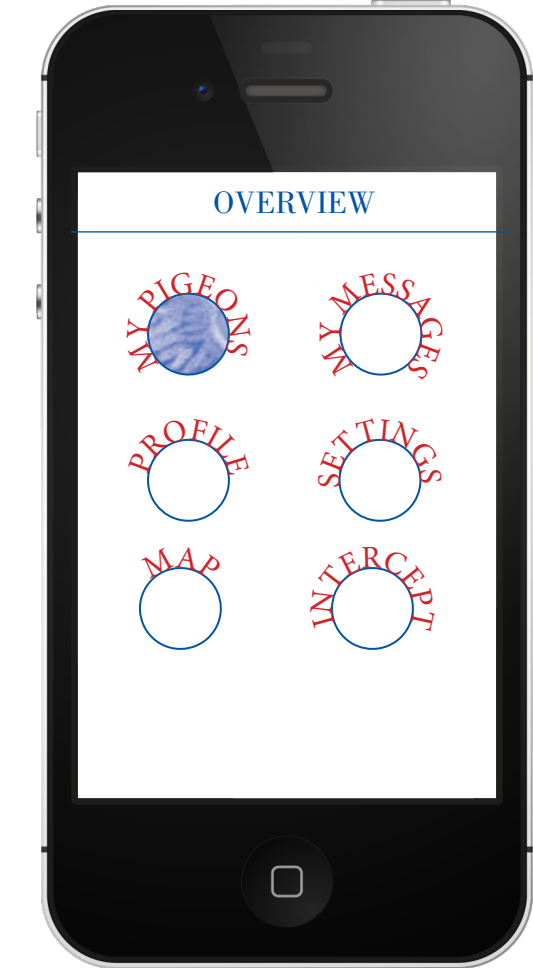 OVERVIEW
MY PIGEONS
MY MESSAGES
PROFILE
SETTINGS
MAP
INTERCEPT